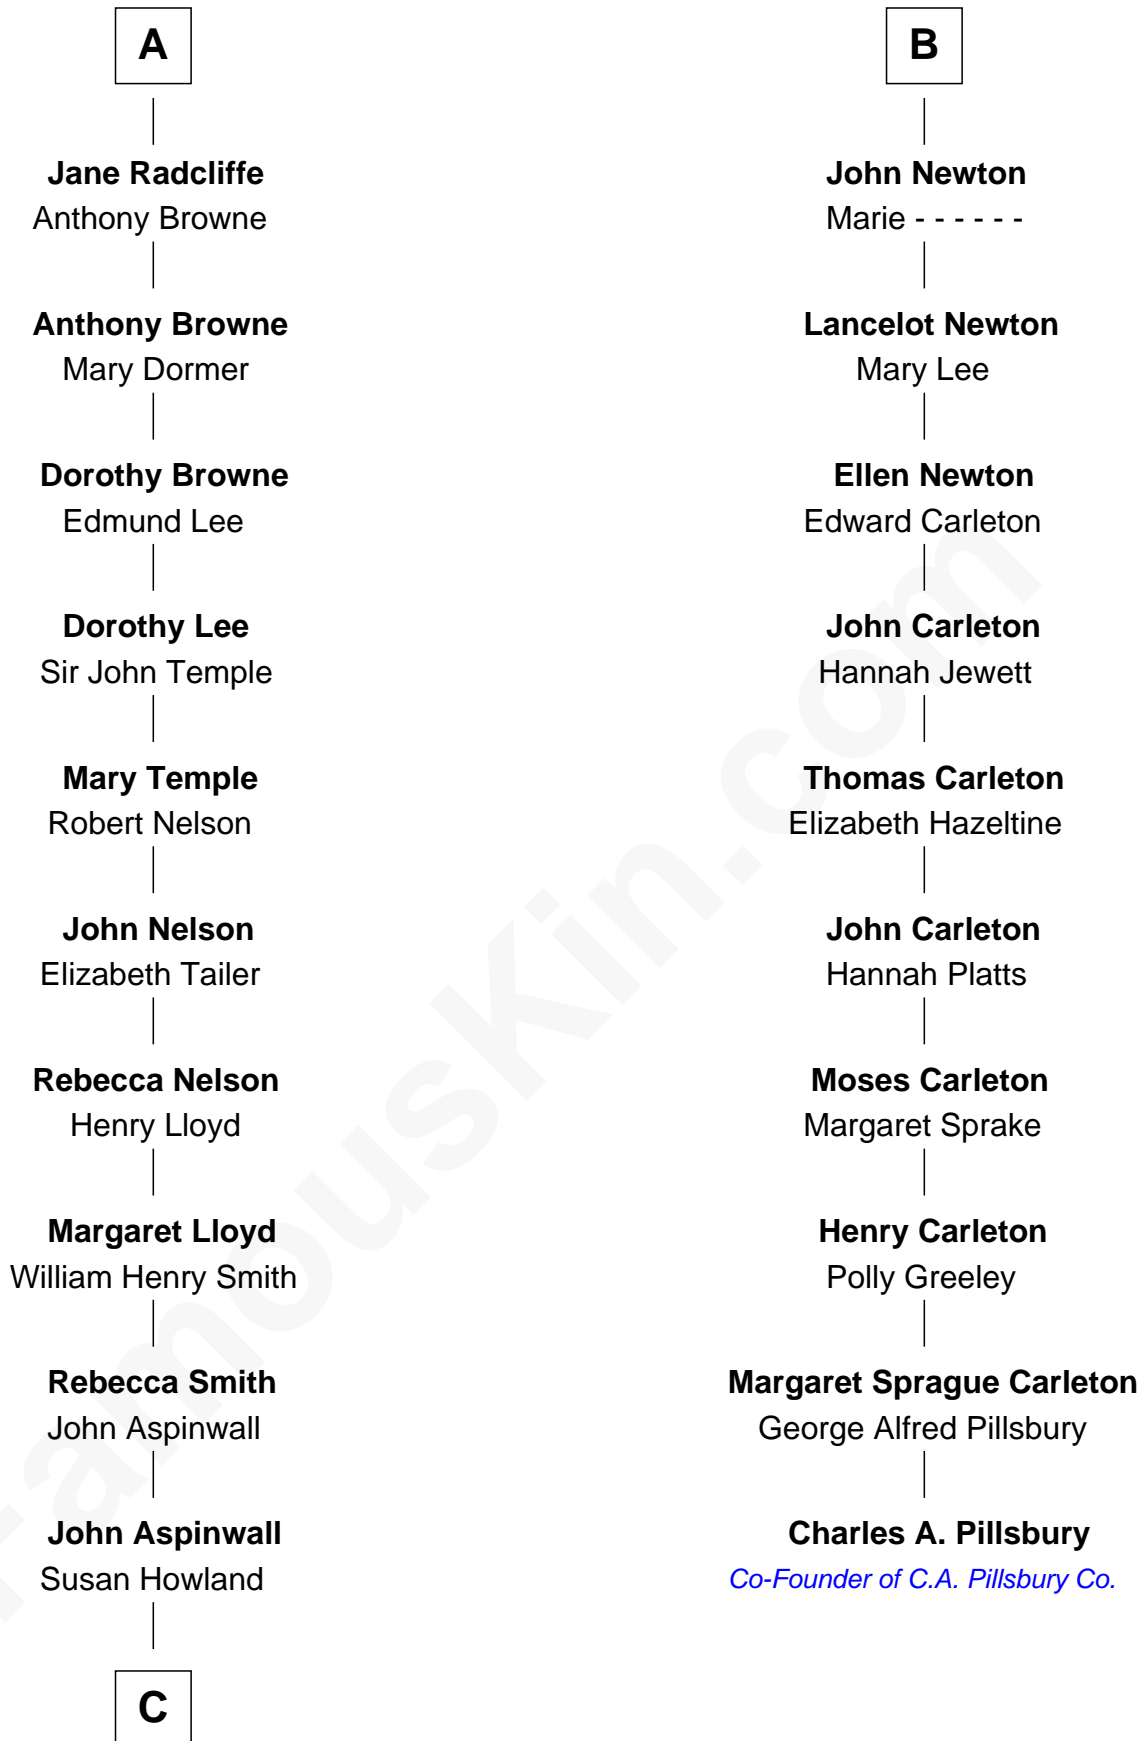 A
Jane Radcliffe
Anthony Browne
Anthony Browne
Mary Dormer
Dorothy Browne
Edmund Lee
Dorothy Lee
Sir John Temple
Mary Temple
Robert Nelson
John Nelson
Elizabeth Tailer
Rebecca Nelson
Henry Lloyd
Margaret Lloyd
William Henry Smith
Rebecca Smith
John Aspinwall
John Aspinwall
Susan Howland
C
B
John Newton
Marie - - - - - -
Lancelot Newton
Mary Lee
Ellen Newton
Edward Carleton
John Carleton
Hannah Jewett
Thomas Carleton
Elizabeth Hazeltine
John Carleton
Hannah Platts
Moses Carleton
Margaret Sprake
Henry Carleton
Polly Greeley
Margaret Sprague Carleton
George Alfred Pillsbury
Charles A. Pillsbury
Co-Founder of C.A. Pillsbury Co.
FamousKin.com